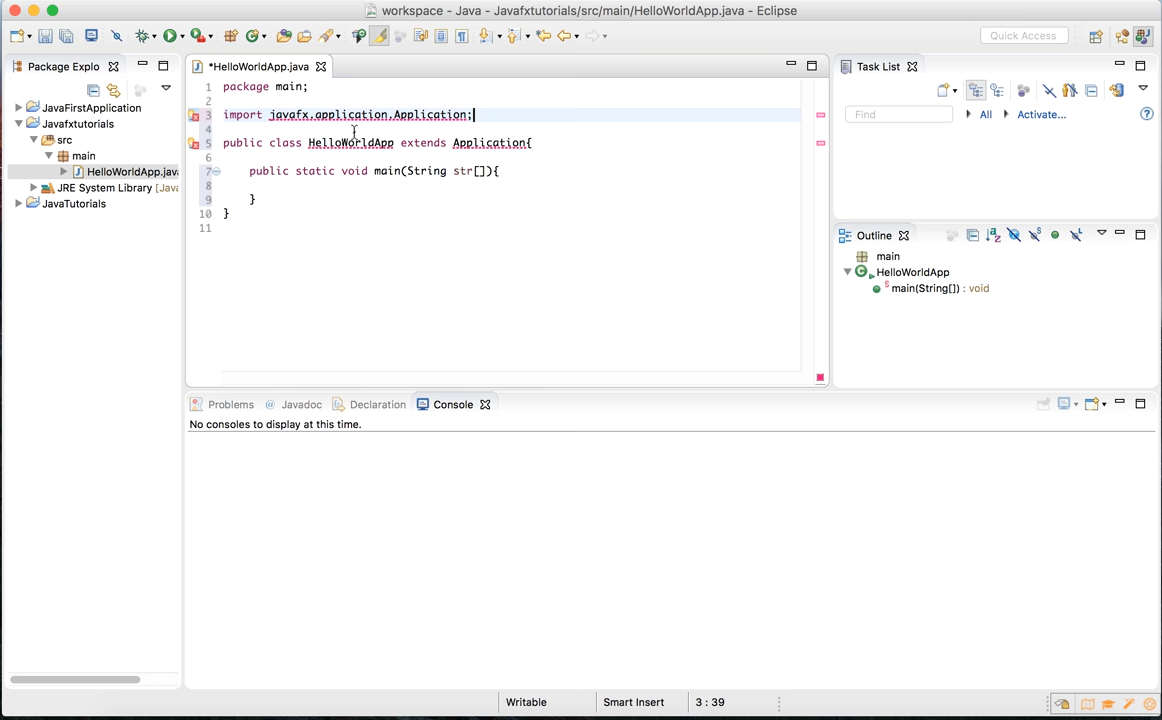 workspace - Java - Javafxtutorials/src/main/HelloWorldApp.java - Eclipse
Quick Access
Package Explo
*HelloWorldApp.java
Task List
JavaFirstApplication
Javafxtutorials
src
main
HelloWorldApp.java
JRE System Library [Java
JavaTutorials
1 package main;
2
3 import javafx.application.Application;
4
5 public class HelloWorldApp extends Application{
6
7 public static void main(String str[]){
8
9 }
10 }
11
Find
All
Activate...
Outline
main
HelloWorldApp
main(String[]) : void
Problems
@ Javadoc
Declaration
Console
No consoles to display at this time.
Writable
Smart Insert
3 : 39